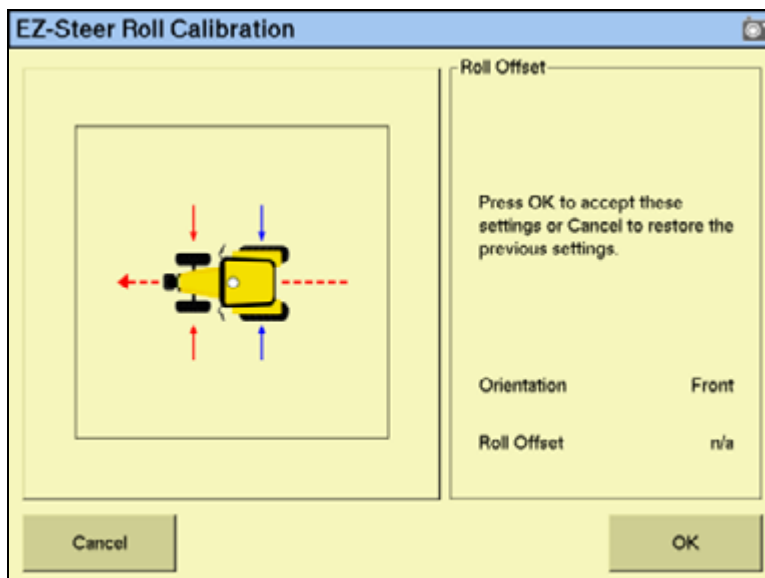 EZ-Steer Roll Calibration
Roll Offset
Press OK to accept these
settings or Cancel to restore the
previous settings.
Orientation Front
Roll Offset n/a
Cancel
OK